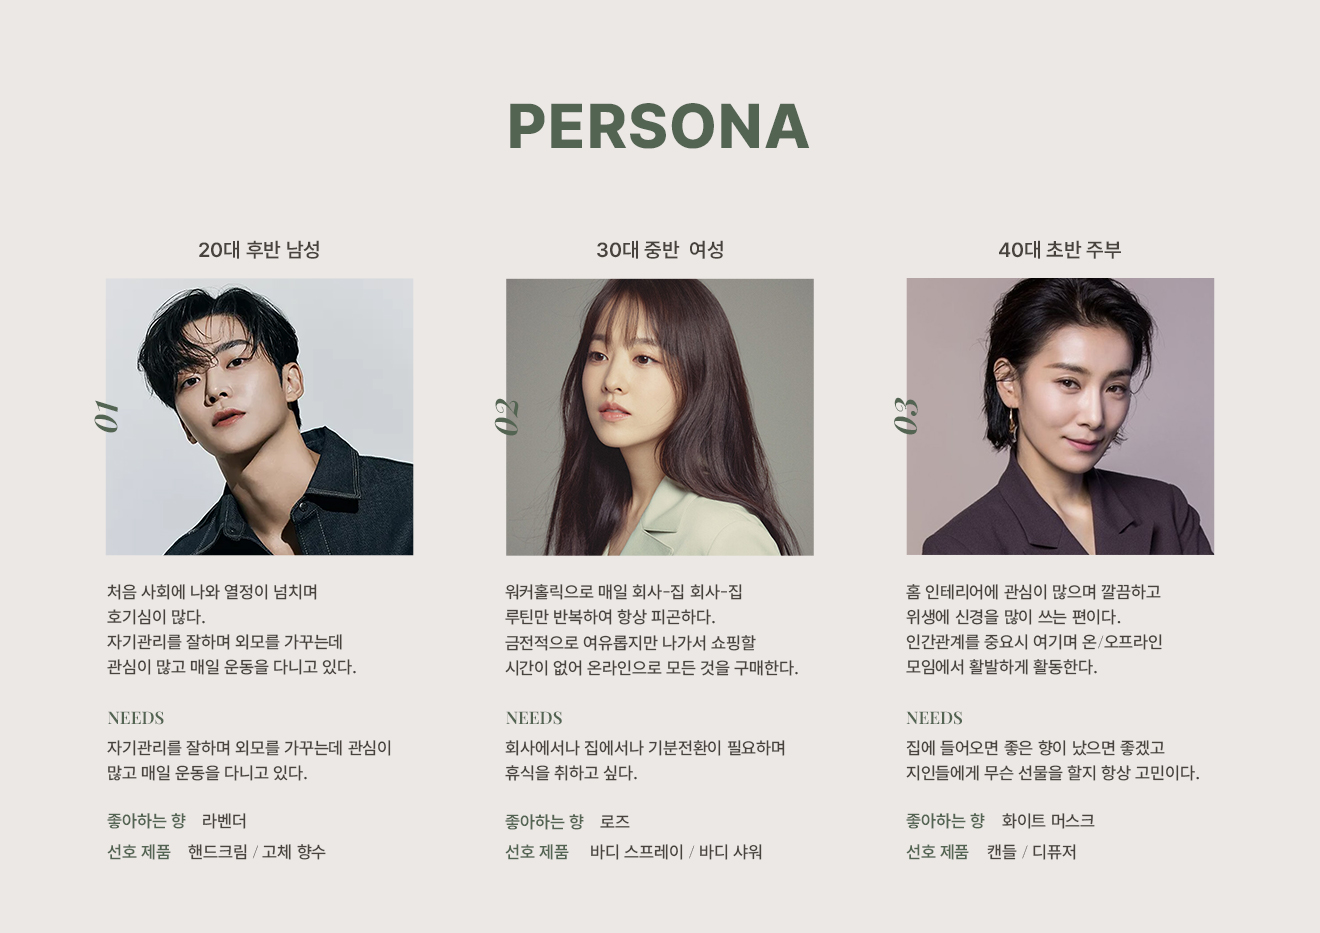 PERSONA
20대 후반 남성
01
처음 사회에 나와 열정이 넘치며
호기심이 많다.
자기관리를 잘하며 외모를 가꾸는데
관심이 많고 매일 운동을 다니고 있다.
NEEDS
자기관리를 잘하며 외모를 가꾸는데 관심이
많고 매일 운동을 다니고 있다.
좋아하는 향 라벤더
선호 제품 핸드크림 / 고체 향수
30대 중반 여성
02
워커홀릭으로 매일 회사-집 회사-집
루틴만 반복하여 항상 피곤하다.
금전적으로 여유롭지만 나가서 쇼핑할
시간이 없어 온라인으로 모든 것을 구매한다.
NEEDS
회사에서나 집에서나 기분전환이 필요하며
휴식을 취하고 싶다.
좋아하는 향 로즈
선호 제품 바디 스프레이 / 바디 샤워
40대 초반 주부
03
홈 인테리어에 관심이 많으며 깔끔하고
위생에 신경을 많이 쓰는 편이다.
인간관계를 중요시 여기며 온/오프라인
모임에서 활발하게 활동한다.
NEEDS
집에 들어오면 좋은 향이 났으면 좋겠고
지인들에게 무슨 선물을 할지 항상 고민이다.
좋아하는 향 화이트 머스크
선호 제품 캔들 / 디퓨저